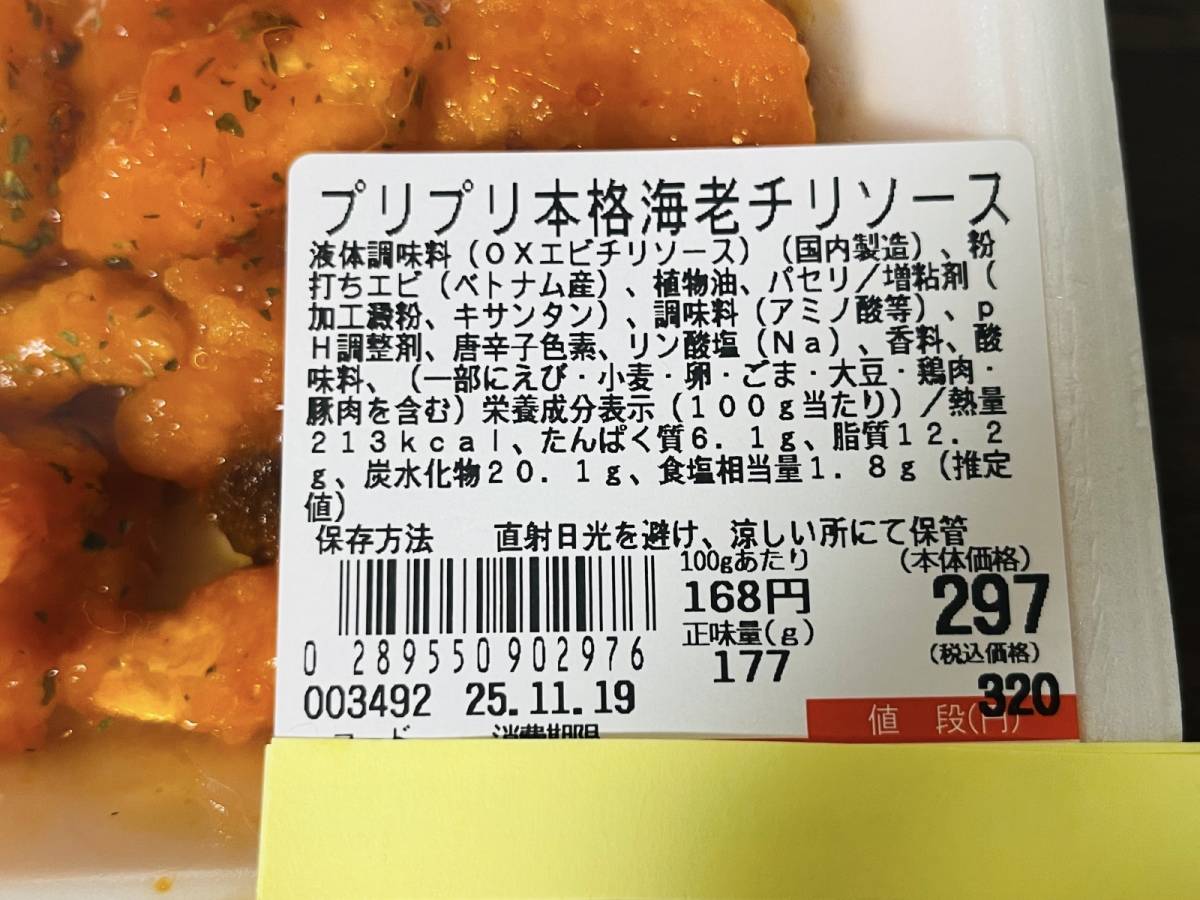 プリプリ本格海老チリソース
液体調味料（ＯＸエビチリソース）（国内製造）、粉
打ちエビ（ベトナム産）、植物油、パセリ／増粘剤（
加工澱粉、キサンタン）、調味料（アミノ酸等）、ｐ
Ｈ調整剤、唐辛子色素、リン酸塩（Ｎａ）、香料、酸
味料、（一部にえび・小麦・卵・ごま・大豆・鶏肉・
豚肉を含む）栄養成分表示（１００ｇ当たり）／熱量
２１３ｋｃａｌ、たんぱく質６．１ｇ、脂質１２．２
ｇ、炭水化物２０．１ｇ、食塩相当量１．８ｇ（推定
値）
保存方法　直射日光を避け、涼しい所にて保管
100gあたり (本体価格)
168円 297
正味量(g) (税込価格)
0 289550 902976 177
003492 25.11.19 320
コード 消費期限 値 段(円)